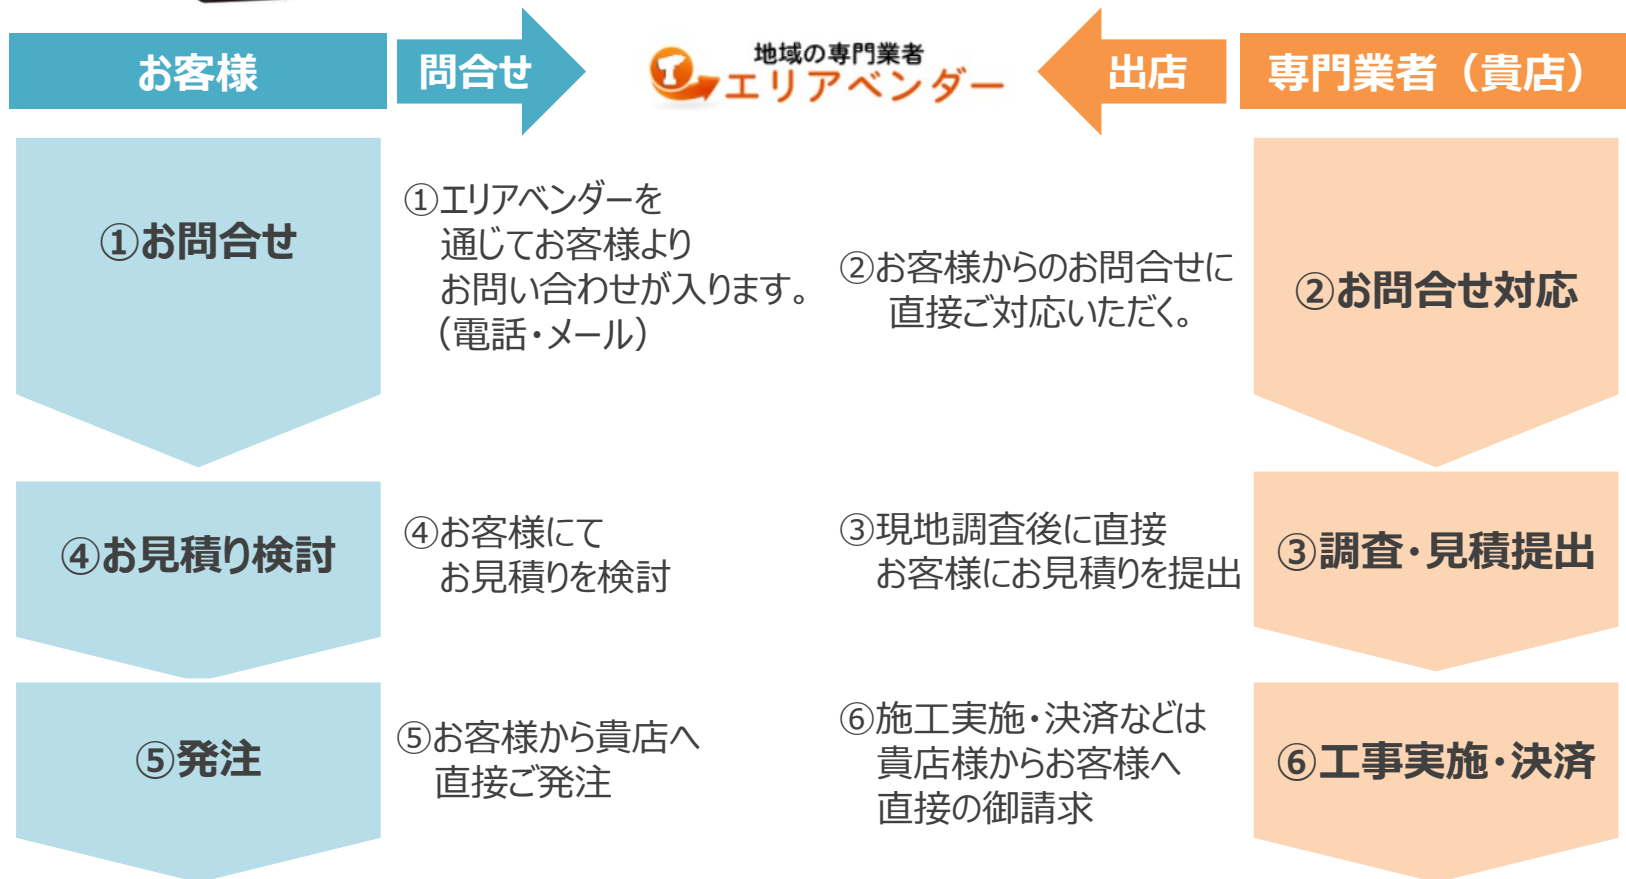 お客様
問合せ
地域の専門業者
エリアベンダー
出店
専門業者（貴店）
①お問合せ
①エリアベンダーを
通じてお客様より
お問い合わせが入ります。
（電話・メール）
②お客様からのお問合せに
直接ご対応いただく。
②お問合せ対応
④お見積り検討
④お客様にて
お見積りを検討
③現地調査後に直接
お客様にお見積りを提出
③調査・見積提出
⑤発注
⑤お客様から貴店へ
直接ご発注
⑥施工実施・決済などは
貴店様からお客様へ
直接の御請求
⑥工事実施・決済